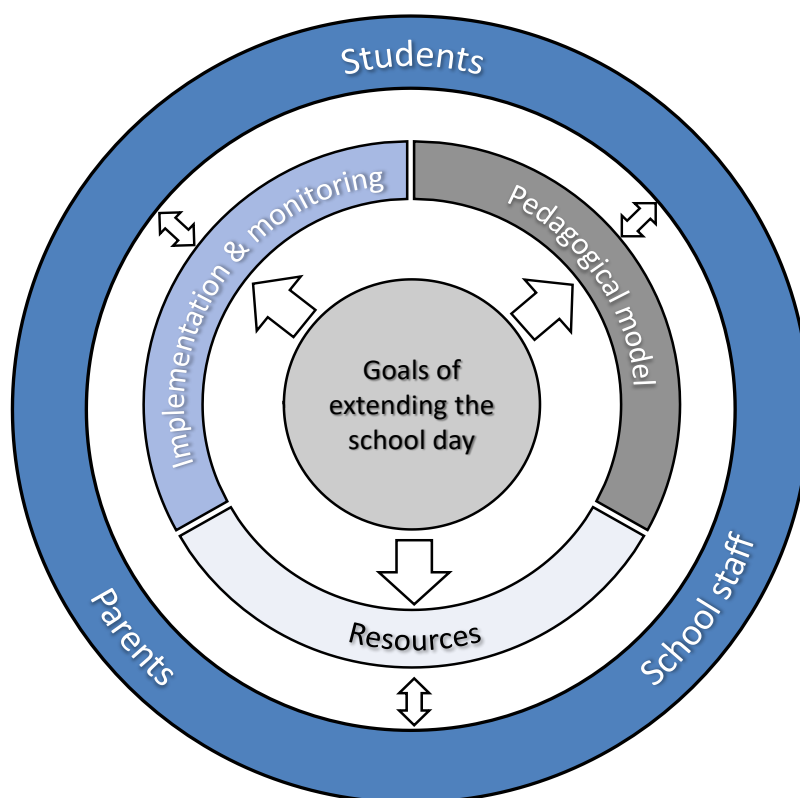 Students
Implementation & monitoring
Pedagogical model
Goals of
extending the
school day
Resources
Parents
School staff